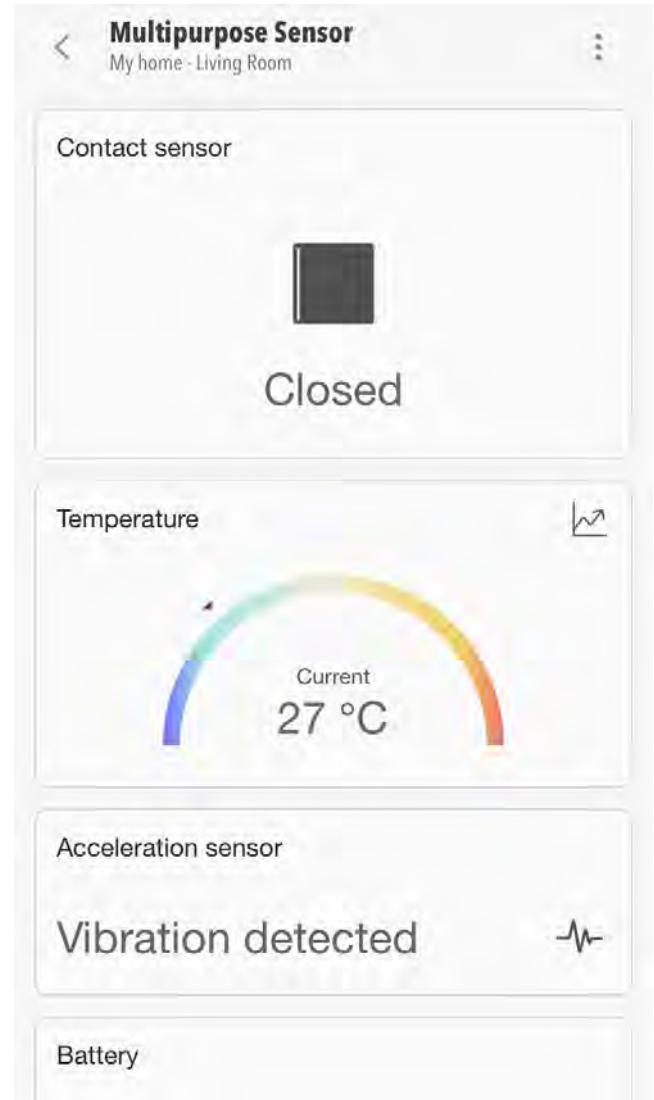 Multipurpose Sensor
My home - Living Room
Contact sensor
Closed
Temperature
Current
27 °C
Acceleration sensor
Vibration detected
Battery